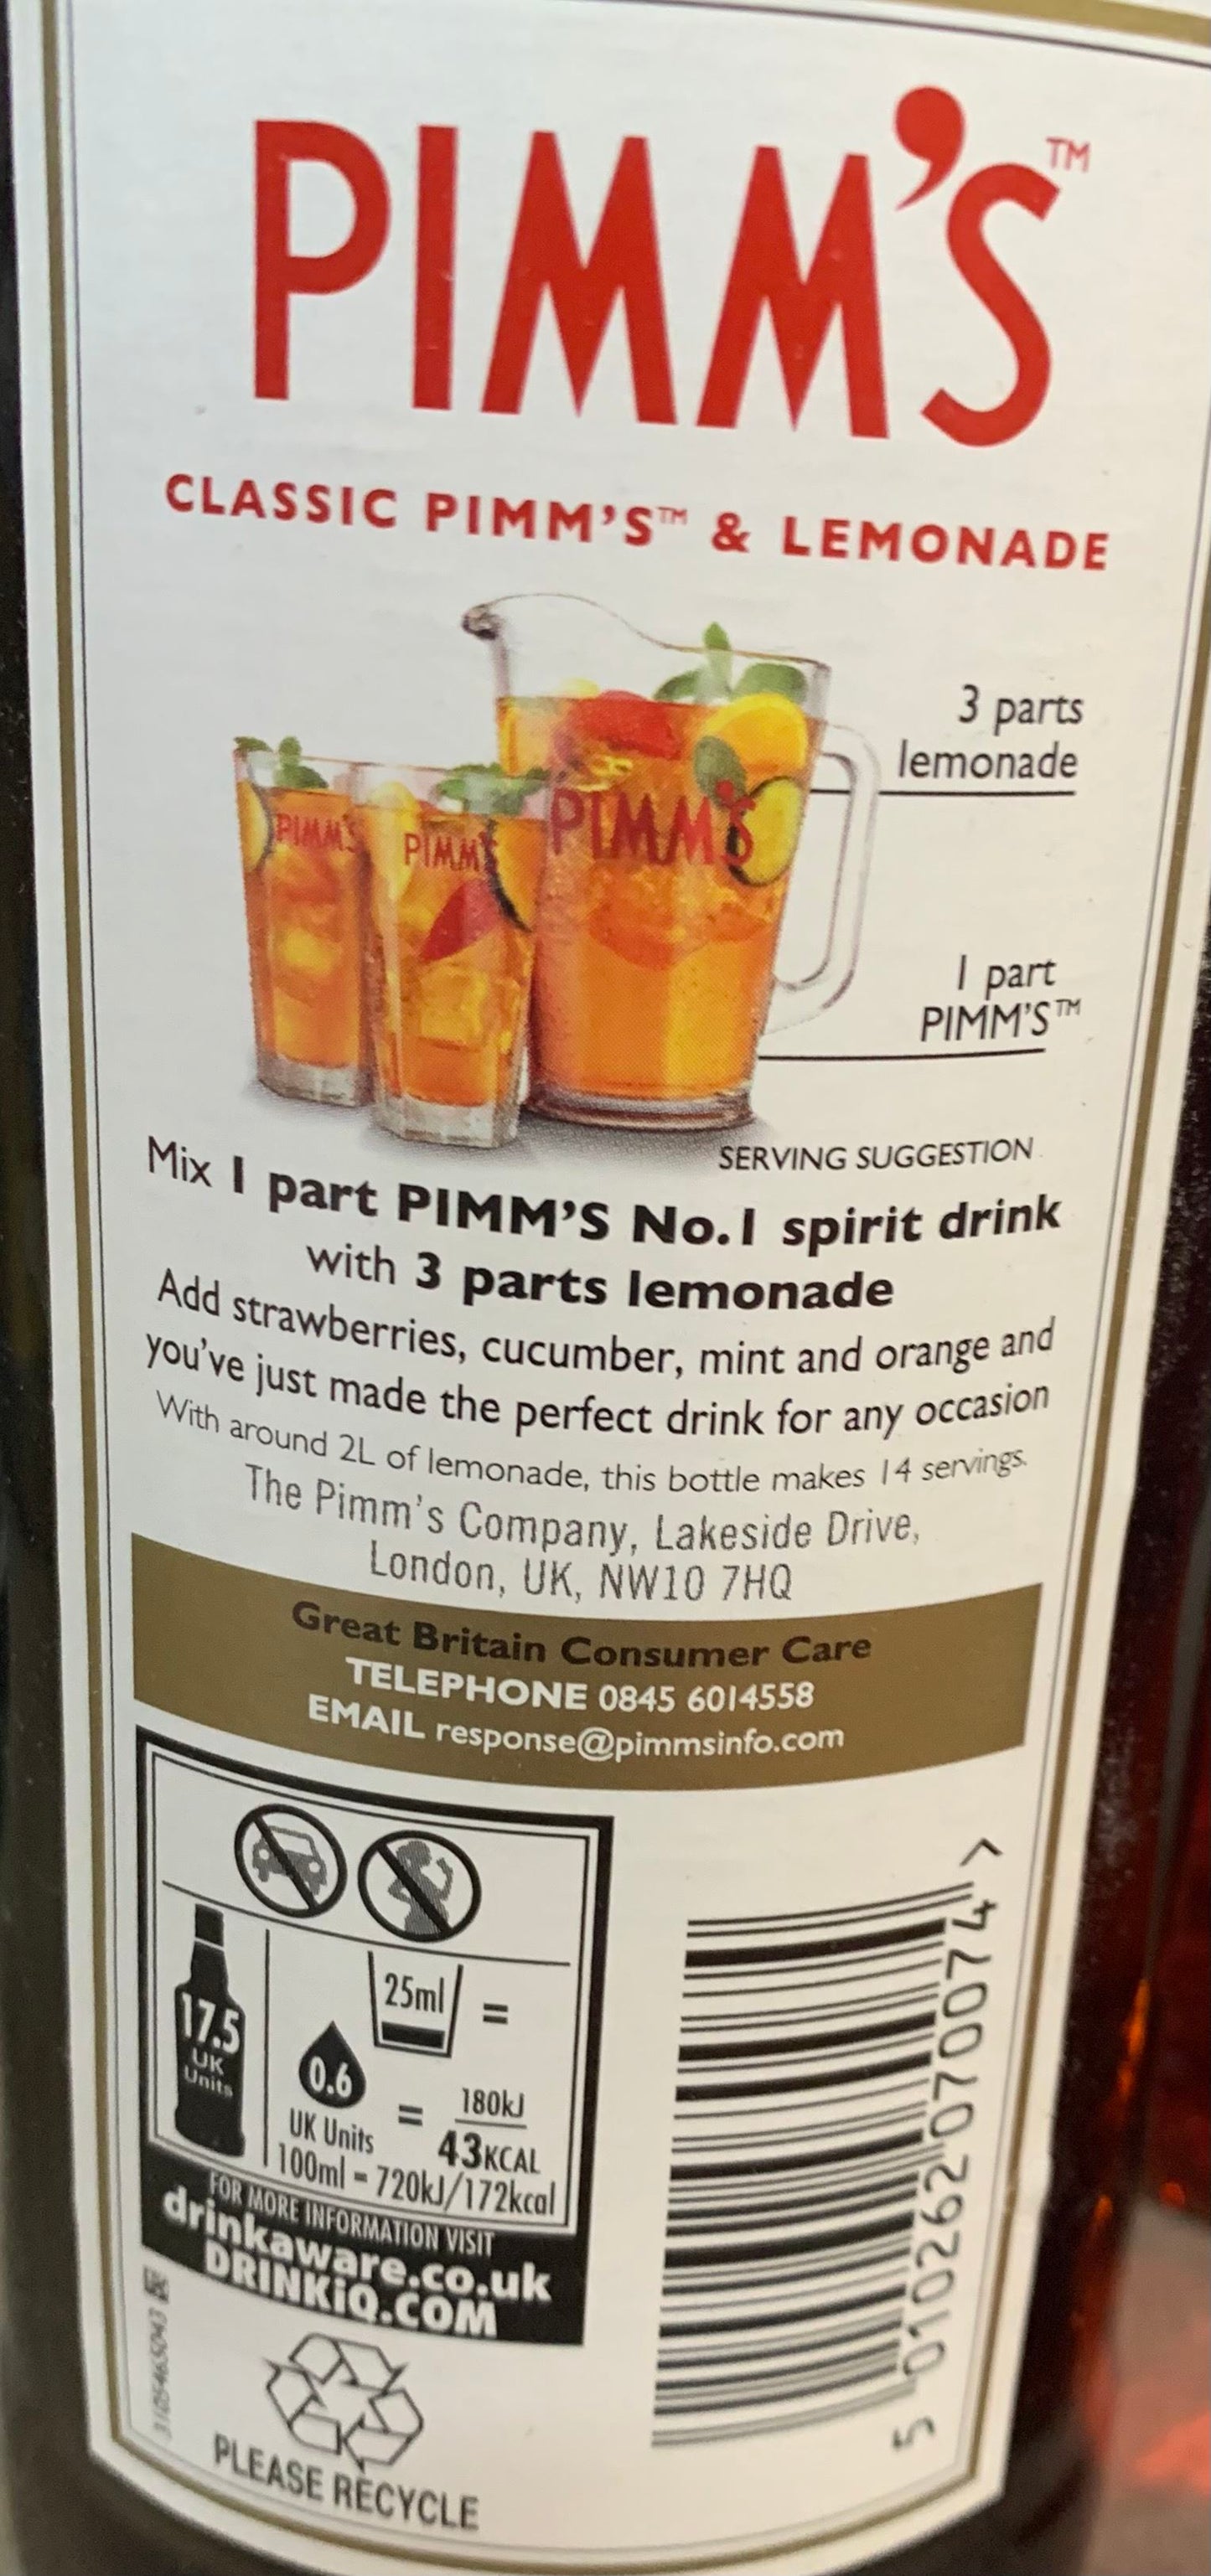 PIMM'S™
CLASSIC PIMM'S™ & LEMONADE
3 parts
lemonade
PIMM'S
PIMM'S
PIMM'S
1 part
PIMM'S™
SERVING SUGGESTION
Mix 1 part PIMM'S No.1 spirit drink
with 3 parts lemonade
Add strawberries, cucumber, mint and orange and
you've just made the perfect drink for any occasion
With around 2L of lemonade, this bottle makes 14 servings.
The Pimm's Company, Lakeside Drive,
London, UK, NW10 7HQ
Great Britain Consumer Care
TELEPHONE 0845 6014558
EMAIL response@pimmsinfo.com
17.5
UK
Units
25ml =
0.6
UK Units
= 180kJ
43KCAL
100ml = 720kJ/172kcal
FOR MORE INFORMATION VISIT
drinkaware.co.uk
DRINKiQ.COM
PLEASE RECYCLE
5 010262 070074 >